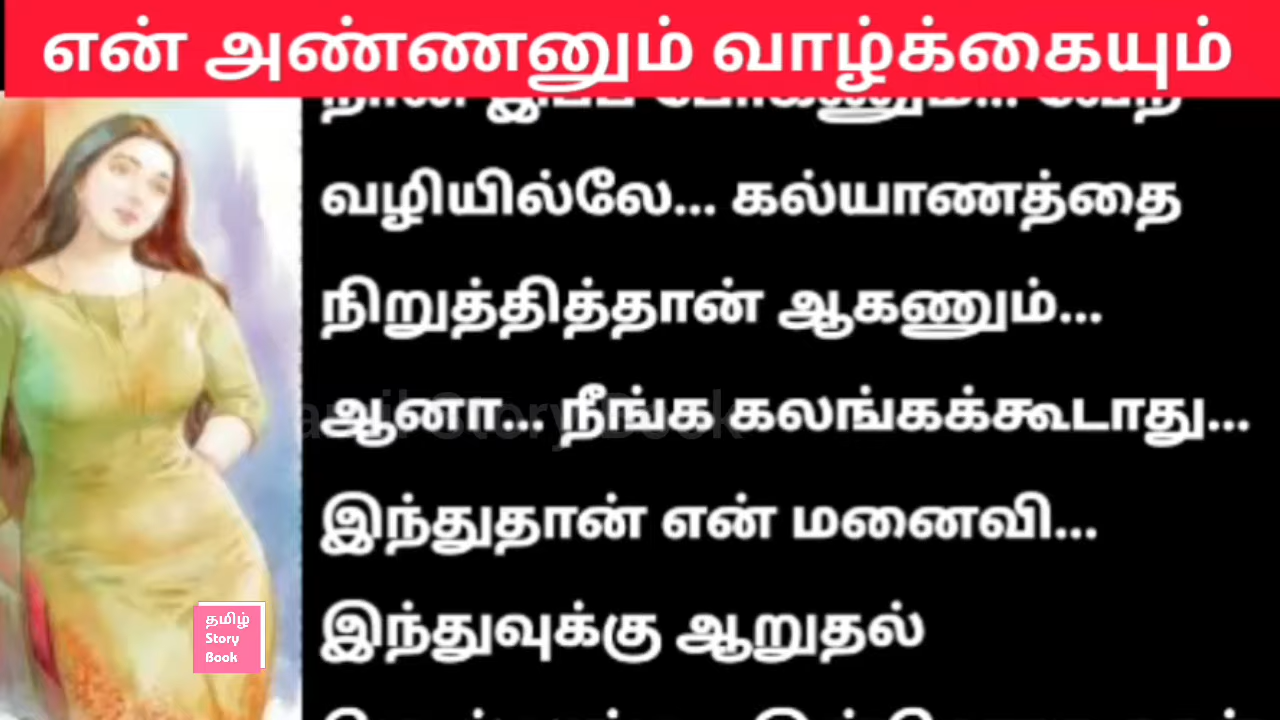 என் அண்ணனும் வாழ்க்கையும்
வழியில்லே... கல்யாணத்தை
நிறுத்தித்தான் ஆகணும்...
ஆனா... நீங்க கலங்கக்கூடாது...
இந்துதான் என் மனைவி...
இந்துவுக்கு ஆறுதல்
தமிழ்
Story
Book